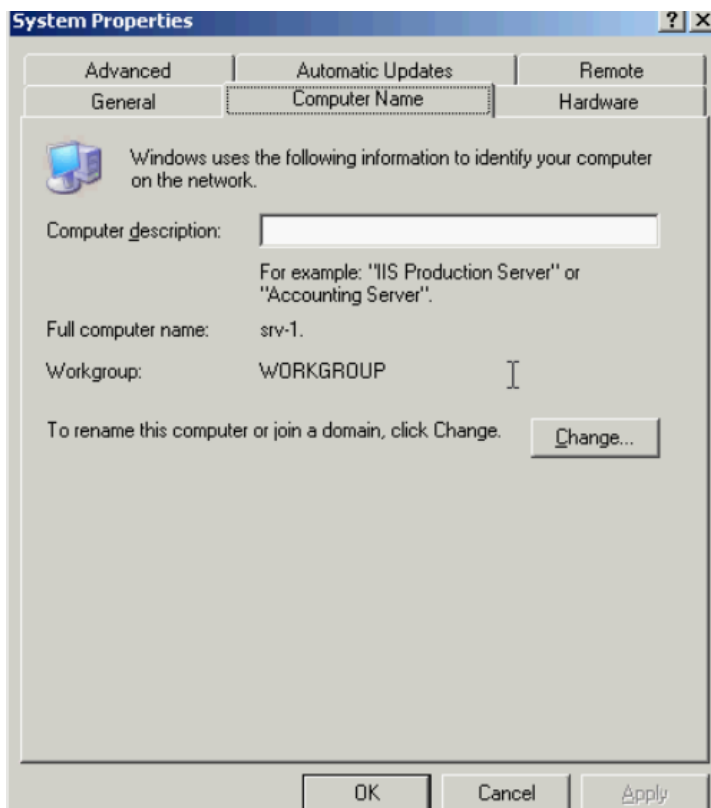 System Properties
Advanced
Automatic Updates
Remote
General
Computer Name
Hardware
Windows uses the following information to identify your computer
on the network.
Computer description:
For example: "IIS Production Server" or
"Accounting Server".
Full computer name: srv-1.
Workgroup: WORKGROUP
To rename this computer or join a domain, click Change.
Change...
OK
Cancel
Apply